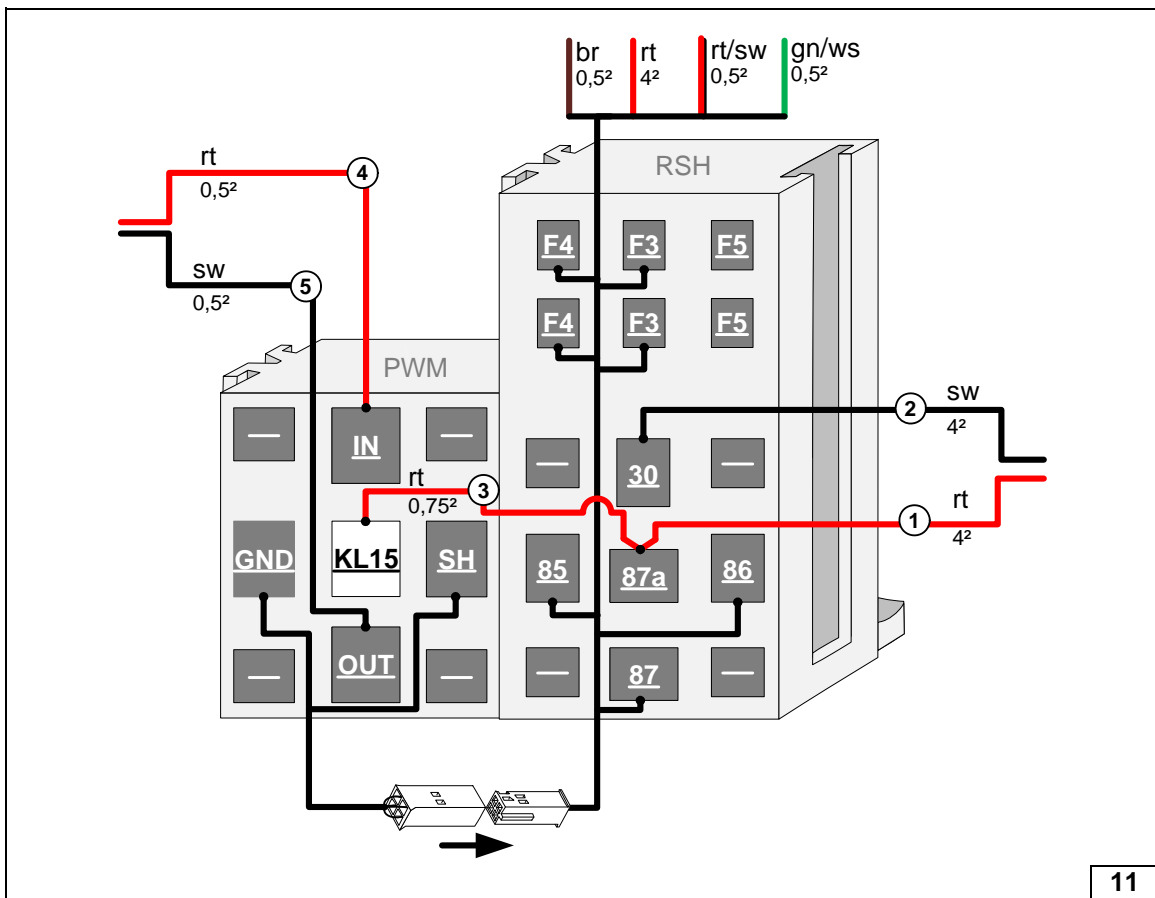 br
0,5²
rt
4²
rt/sw
0,5²
gn/ws
0,5²
rt
0,5²
4
sw
0,5²
5
RSH
F4
F3
F5
F4
F3
F5
PWM
sw
4²
2
IN
30
rt
0,75²
3
rt
4²
1
GND
KL15
SH
85
87a
86
OUT
87
11